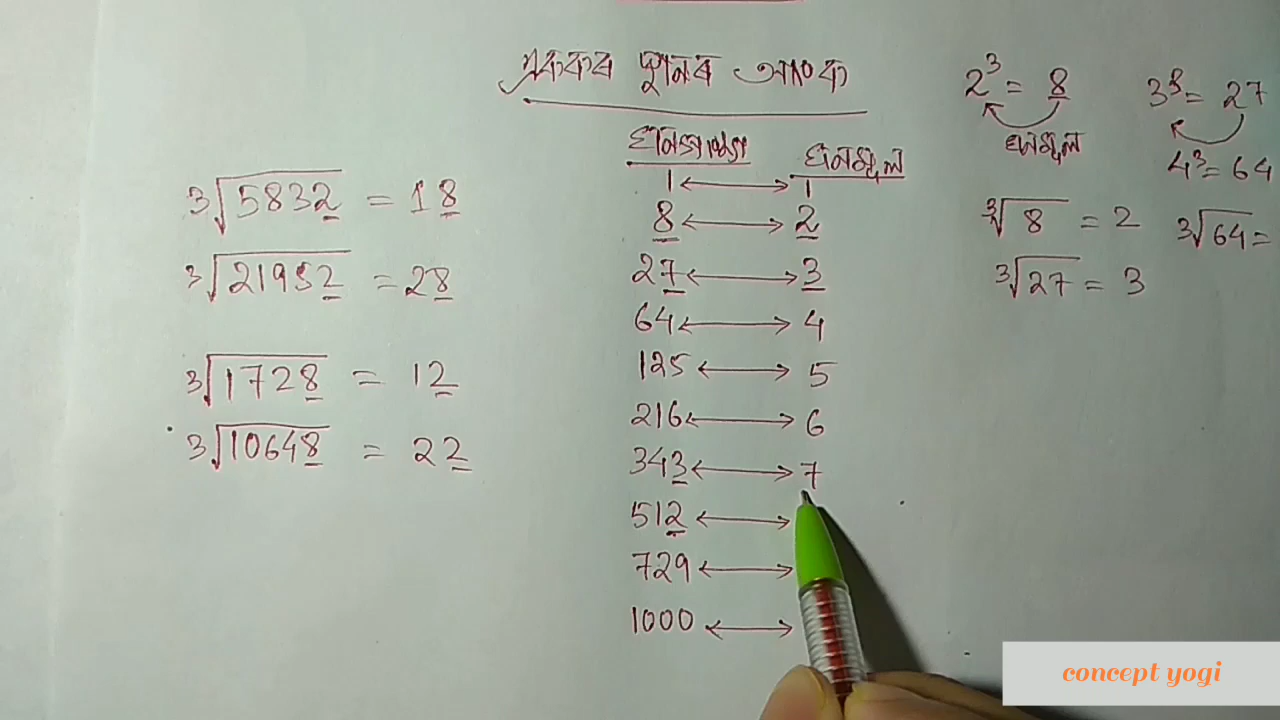 এককৰ স্থানৰ অংক
ঘনসংখ্যা ঘনমূল
1 ⟷ 1
8 ⟷ 2
27 ⟷ 3
64 ⟷ 4
125 ⟷ 5
216 ⟷ 6
343 ⟷ 7
512 ⟷
729 ⟷
1000 ⟷
∛5832 = 18
∛21952 = 28
∛1728 = 12
∛10648 = 22
2³ = 8
ঘনমূল
∛8 = 2
∛27 = 3
3³ = 27
4³ = 64
∛64 =
concept yogi